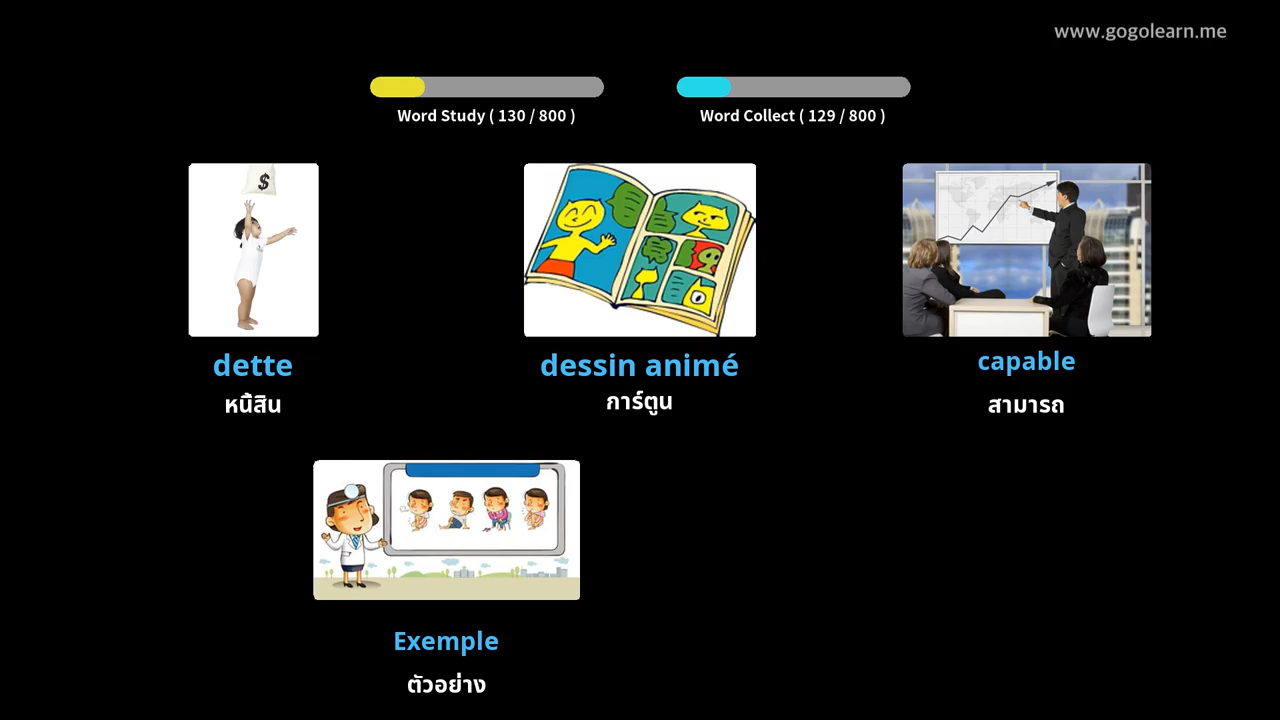 www.gogolearn.me
Word Study ( 130 / 800 )
Word Collect ( 129 / 800 )
$
dette
dessin animé
capable
หนี้สิน
การ์ตูน
สามารถ
Exemple
ตัวอย่าง